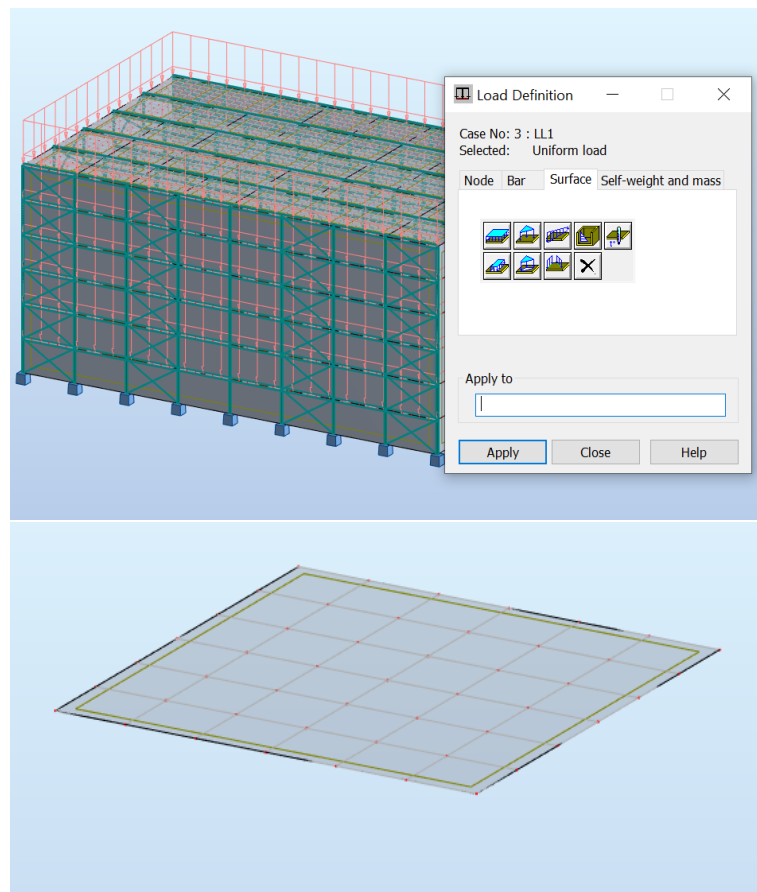 Load Definition
Case No: 3 : LL1
Selected: Uniform load
Node Bar Surface Self-weight and mass
Apply to
Apply Close Help